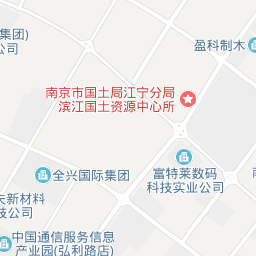 集团)
公司
盈科制木
南京市国土局江宁分局
滨江国土资源中心所
富特莱数码
科技实业公司
全兴国际集团
新材料
技公司
中国通信服务信息
产业园(弘利路店)